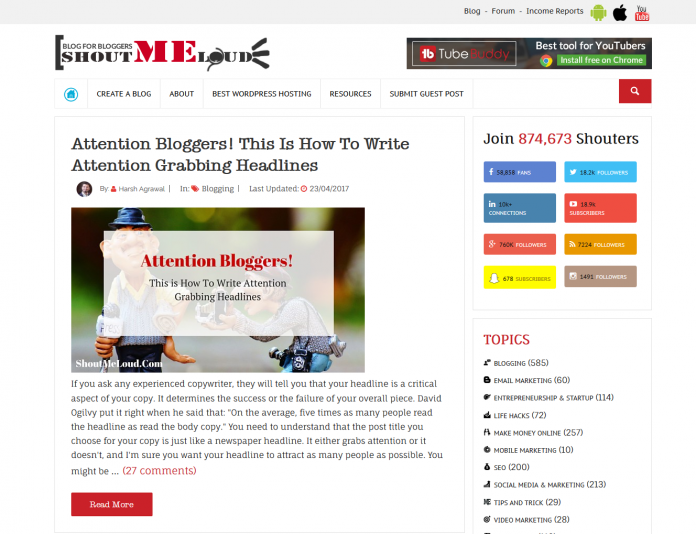 Blog - Forum - Income Reports
You Tube
BLOG FOR BLOGGERS
SHOUTMELOUD
TubeBuddy
Best tool for YouTubers
Install free on Chrome
CREATE A BLOG ABOUT BEST WORDPRESS HOSTING RESOURCES SUBMIT GUEST POST
Attention Bloggers! This Is How To Write
Attention Grabbing Headlines
By: Harsh Agrawal | In: Blogging | Last Updated: 23/04/2017
Attention Bloggers!
This is How To Write Attention
Grabbing Headlines
ShoutMeLoud.Com
If you ask any experienced copywriter, they will tell you that your headline is a critical
aspect of your copy. It determines the success or the failure of your overall piece. David
Ogilvy put it right when he said that: "On the average, five times as many people read
the headline as read the body copy." You need to understand that the post title you
choose for your copy is just like a newspaper headline. It either grabs attention or it
doesn't, and I'm sure you want your headline to attract as many people as possible. You
might be ... (27 comments)
Read More
Join 874,673 Shouters
58,858 FANS
18.2k FOLLOWERS
10k+
CONNECTIONS
18.9k
SUBSCRIBERS
760K FOLLOWERS
7224 FOLLOWERS
678 SUBSCRIBERS
1491 FOLLOWERS
TOPICS
BLOGGING (585)
EMAIL MARKETING (60)
ENTREPRENEURSHIP & STARTUP (114)
LIFE HACKS (72)
MAKE MONEY ONLINE (257)
MOBILE MARKETING (10)
SEO (200)
SOCIAL MEDIA & MARKETING (213)
TIPS AND TRICK (29)
VIDEO MARKETING (28)